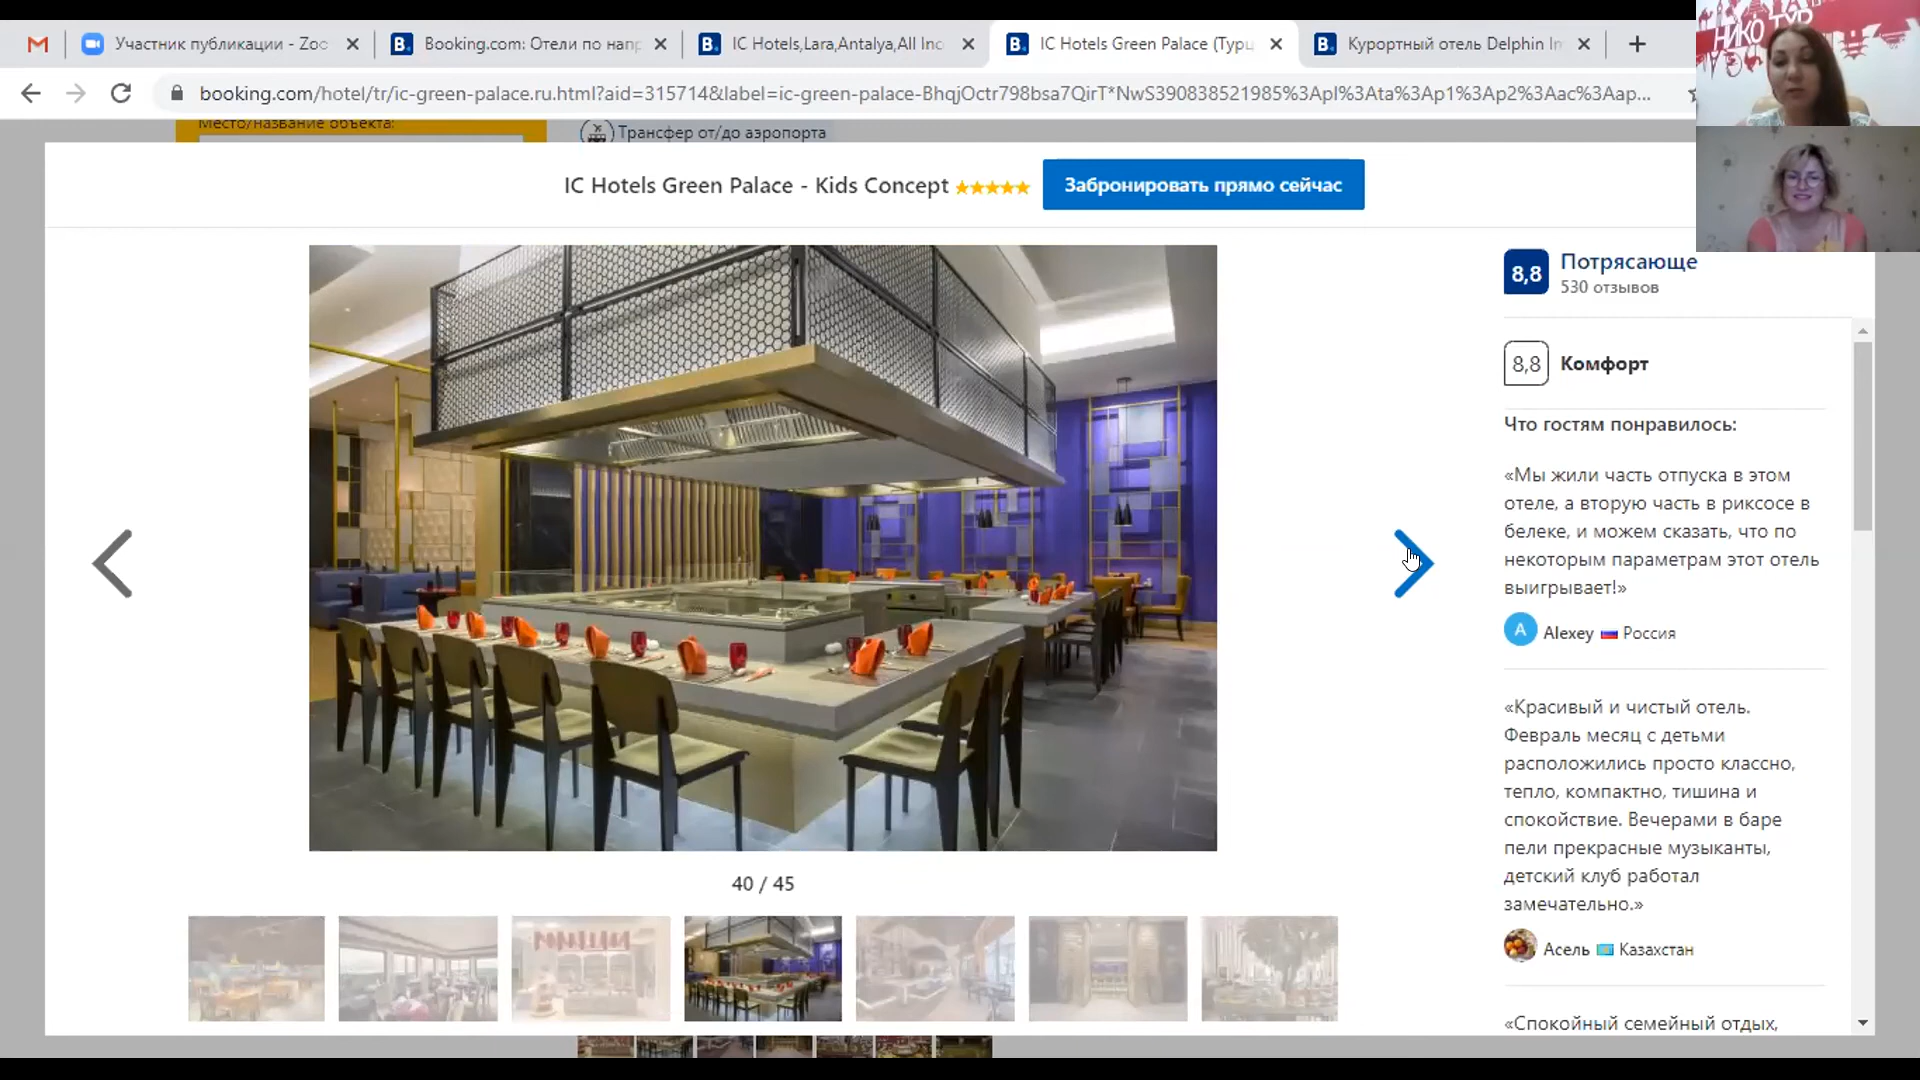 Участник публикации - Zoo
Booking.com: Отели по напр
IC Hotels,Lara,Antalya,All Inc
IC Hotels Green Palace (Турц
Курортный отель Delphin Im
booking.com/hotel/tr/ic-green-palace.ru.html?aid=315714&label=ic-green-palace-BhqjOctr798bsa7QirT*NwS390838521985%3Apl%3Ata%3Ap1%3Ap2%3Aac%3Aap...
НИКО ТУР
Место/название объекта:
Трансфер от/до аэропорта
IC Hotels Green Palace - Kids Concept
Забронировать прямо сейчас
8,8
Потрясающе
530 отзывов
8,8
Комфорт
Что гостям понравилось:
«Мы жили часть отпуска в этом
отеле, а вторую часть в риксосе в
белеке, и можем сказать, что по
некоторым параметрам этот отель
выигрывает!»
A
Alexey
Россия
«Красивый и чистый отель.
Февраль месяц с детьми
расположились просто классно,
тепло, компактно, тишина и
спокойствие. Вечерами в баре
пели прекрасные музыканты,
детский клуб работал
замечательно.»
Асель
Казахстан
«Спокойный семейный отдых,
40 / 45